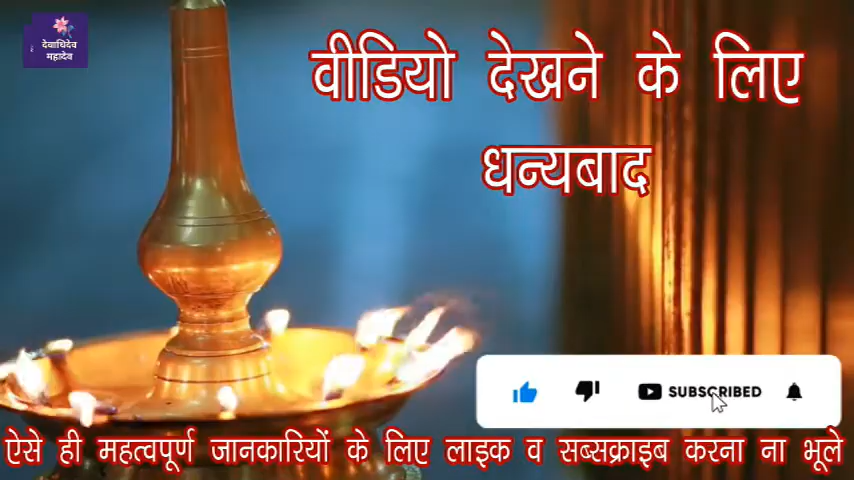 देवाधिदेव
महादेव
वीडियो देखने के लिए
धन्यबाद
SUBSCRIBED
ऐसे ही महत्वपूर्ण जानकारियों के लिए लाइक व सब्सक्राइब करना ना भूले